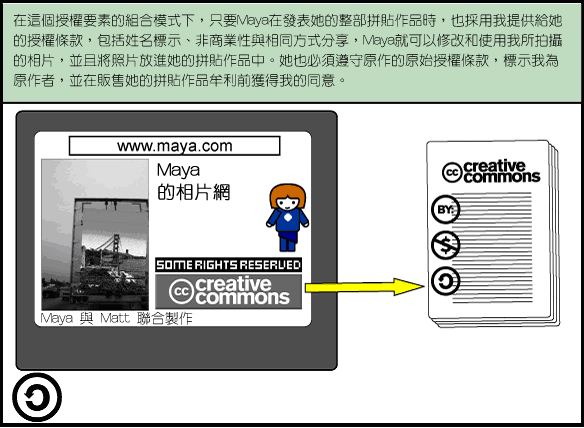 在這個授權要素的組合模式下，只要Maya在發表她的整部拼貼作品時，也採用我提供給她
的授權條款，包括姓名標示、非商業性與相同方式分享，Maya就可以修改和使用我所拍攝
的相片，並且將照片放進她的拼貼作品中。她也必須遵守原作的原始授權條款，標示我為
原作者，並在販售她的拼貼作品牟利前獲得我的同意。
www.maya.com
Maya
的相片網
SOME RIGHTS RESERVED
cc creative
commons
Maya 與 Matt 聯合製作
cc creative
commons
BY:
$